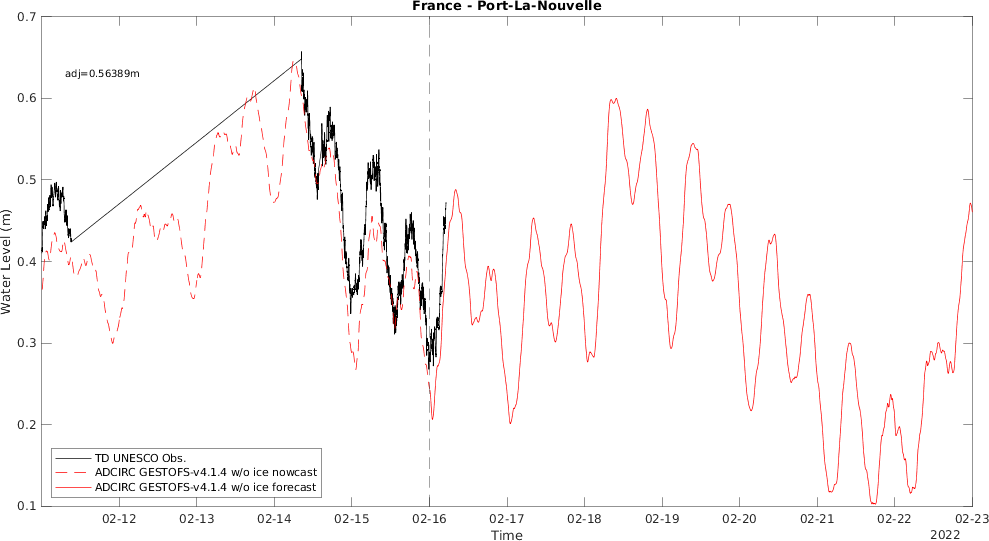 France - Port-La-Nouvelle
0.7
0.6
0.5
0.4
0.3
0.2
0.1
Water Level (m)
adj=0.56389m
TD UNESCO Obs.
ADCIRC GESTOFS-v4.1.4 w/o ice nowcast
ADCIRC GESTOFS-v4.1.4 w/o ice forecast
02-12 02-13 02-14 02-15 02-16 02-17 02-18 02-19 02-20 02-21 02-22 02-23
Time
2022